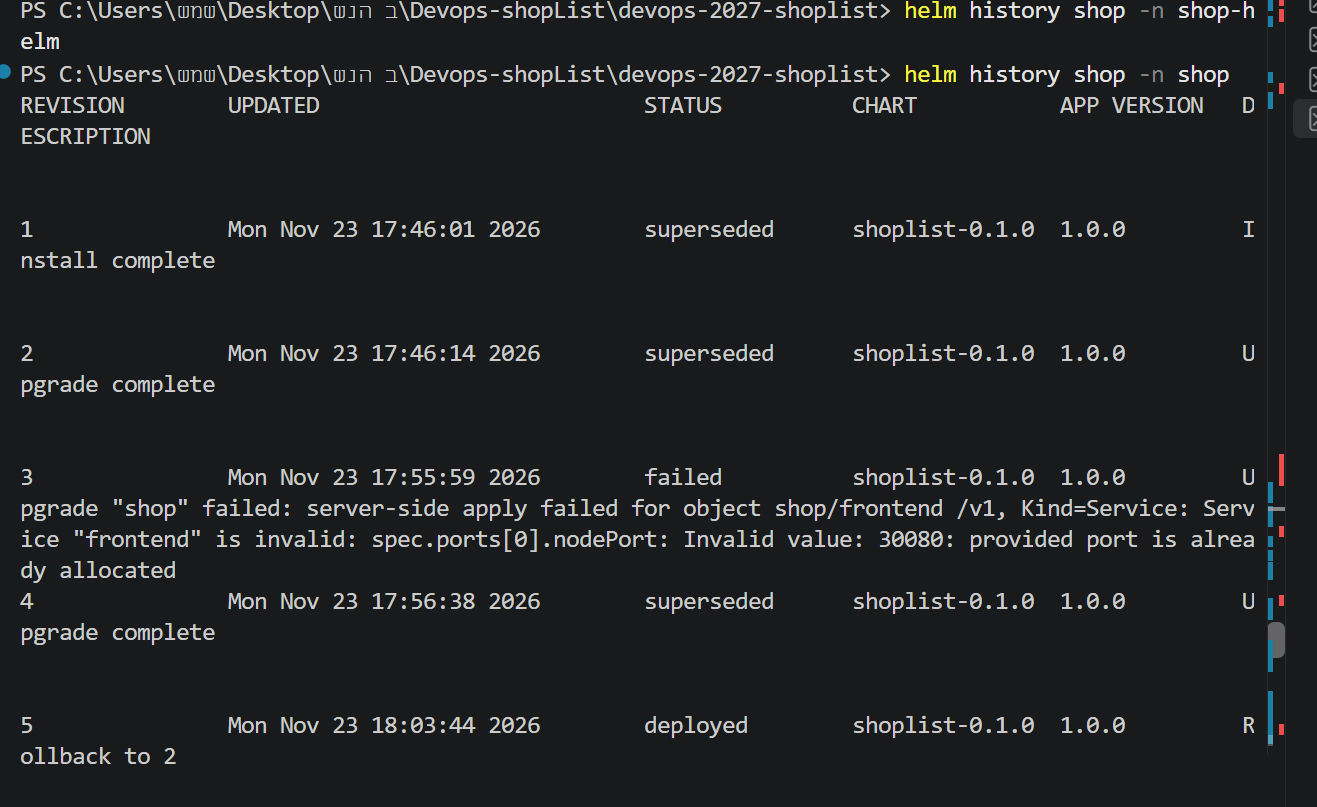 PS C:\Users\שמש\Desktop\ב הנש\Devops-shopList\devops-2027-shoplist> helm history shop -n shop-h
elm
PS C:\Users\שמש\Desktop\ב הנש\Devops-shopList\devops-2027-shoplist> helm history shop -n shop
REVISION UPDATED STATUS CHART APP VERSION D
ESCRIPTION
1 Mon Nov 23 17:46:01 2026 superseded shoplist-0.1.0 1.0.0 I
nstall complete
2 Mon Nov 23 17:46:14 2026 superseded shoplist-0.1.0 1.0.0 U
pgrade complete
3 Mon Nov 23 17:55:59 2026 failed shoplist-0.1.0 1.0.0 U
pgrade "shop" failed: server-side apply failed for object shop/frontend /v1, Kind=Service: Serv
ice "frontend" is invalid: spec.ports[0].nodePort: Invalid value: 30080: provided port is alrea
dy allocated
4 Mon Nov 23 17:56:38 2026 superseded shoplist-0.1.0 1.0.0 U
pgrade complete
5 Mon Nov 23 18:03:44 2026 deployed shoplist-0.1.0 1.0.0 R
ollback to 2